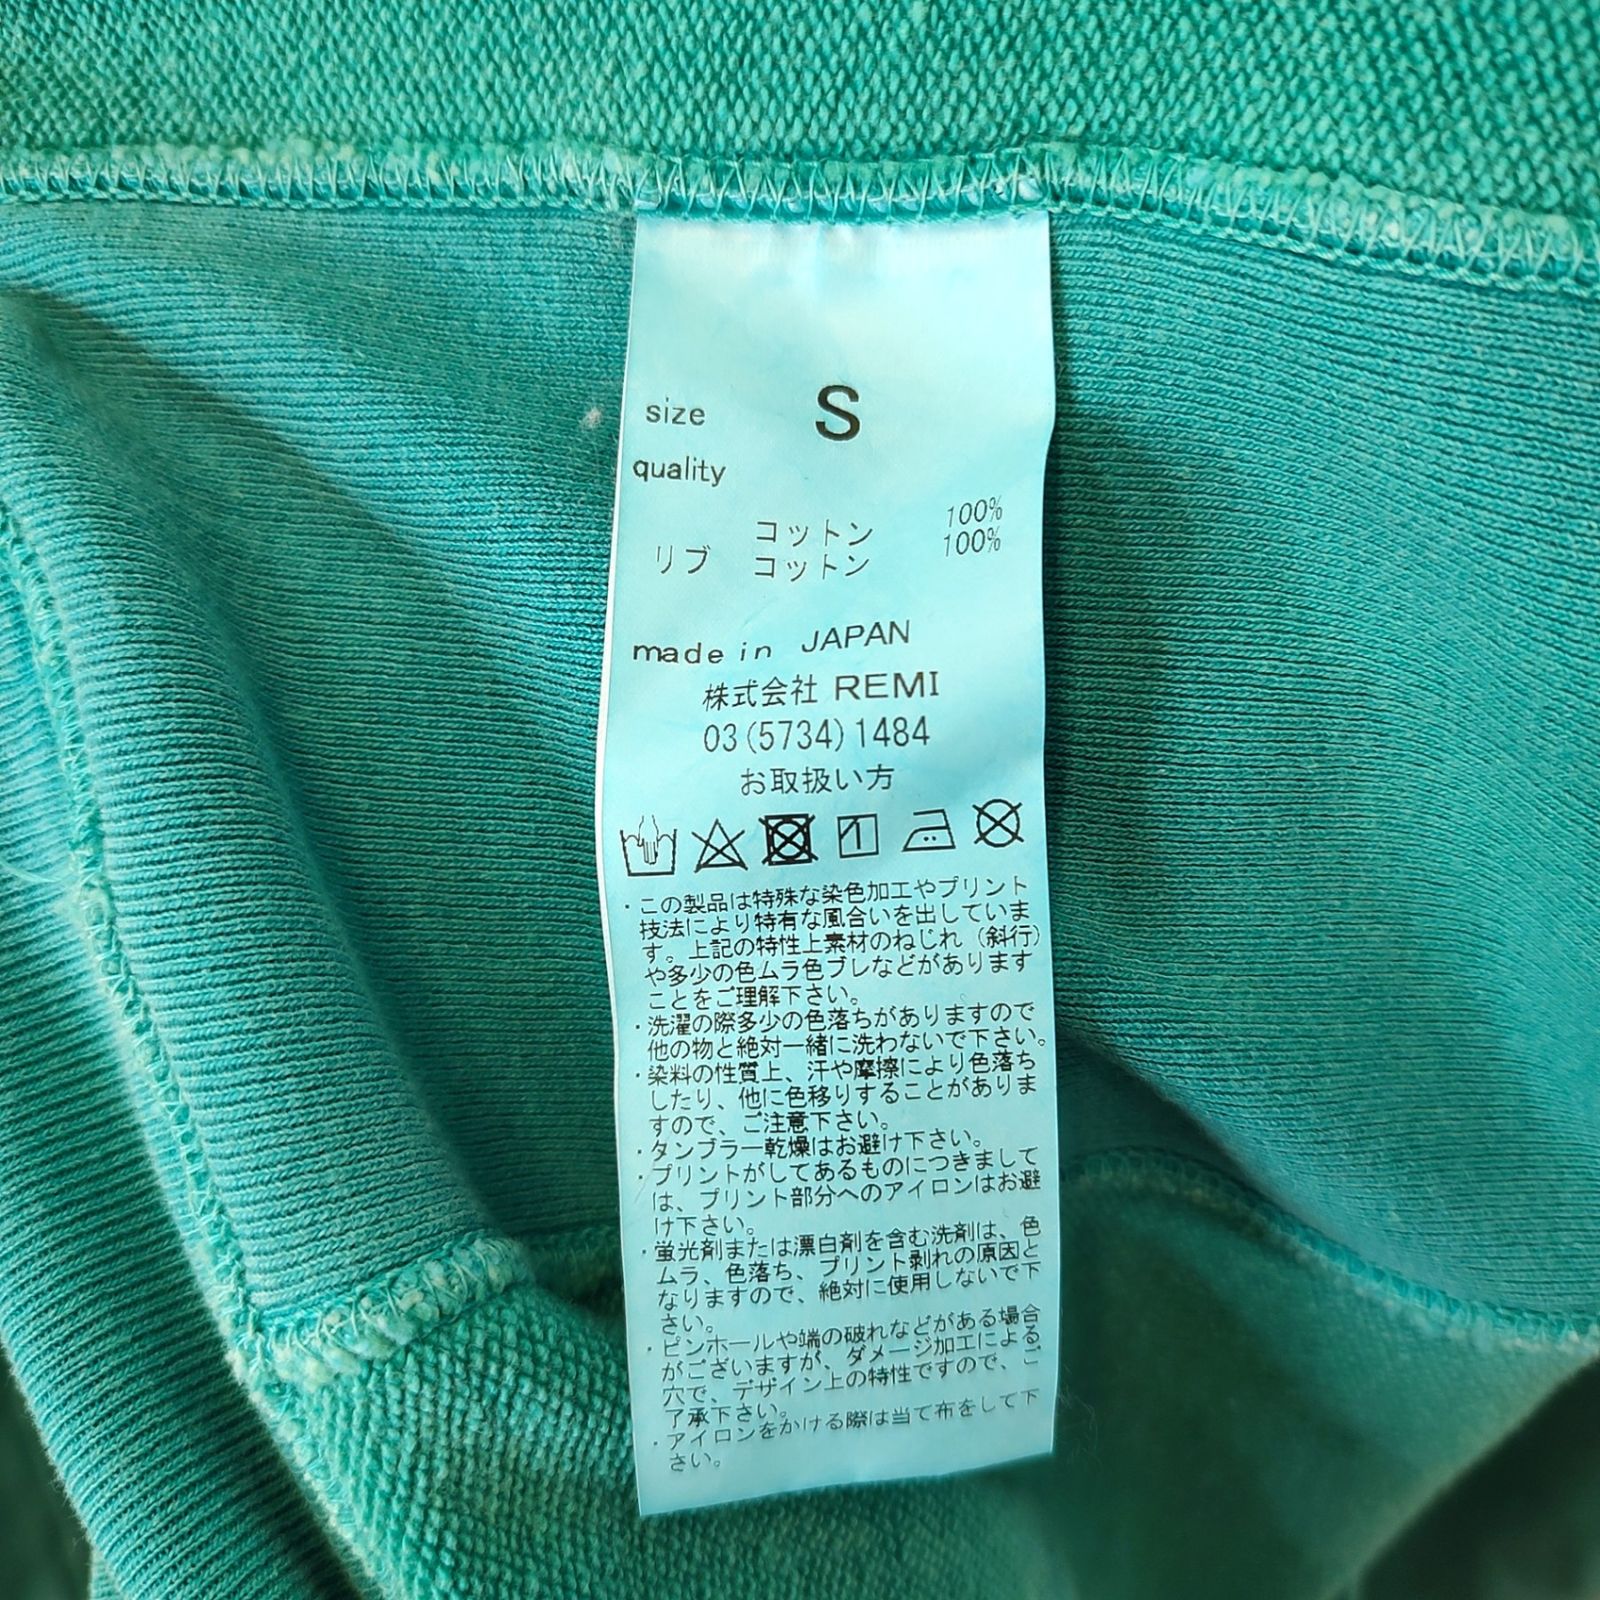 size S
quality
コットン 100%
リブ コットン 100%
made in JAPAN
株式会社 REMI
03(5734)1484
お取扱い方
・この製品は特殊な染色加工やプリント
技法により特有な風合いを出していま
す。上記の特性上素材のねじれ（斜行）
や多少の色ムラ色ブレなどがあります
ことをご理解下さい。
・洗濯の際多少の色落ちがありますので
他の物と絶対一緒に洗わないで下さい。
・染料の性質上、汗や摩擦により色落ち
したり、他に色移りすることがありま
すので、ご注意下さい。
・タンブラー乾燥はお避け下さい。
・プリントがしてあるものにつきまして
は、プリント部分へのアイロンはお避
け下さい。
・蛍光剤または漂白剤を含む洗剤は、色
ムラ、色落ち、プリント剥れの原因と
なりますので、絶対に使用しないで下
さい。
・ピンホールや端の破れなどがある場合
がございますが、ダメージ加工による
穴で、デザイン上の特性ですので、ご
了承下さい。
・アイロンをかける際は当て布をして下
さい。